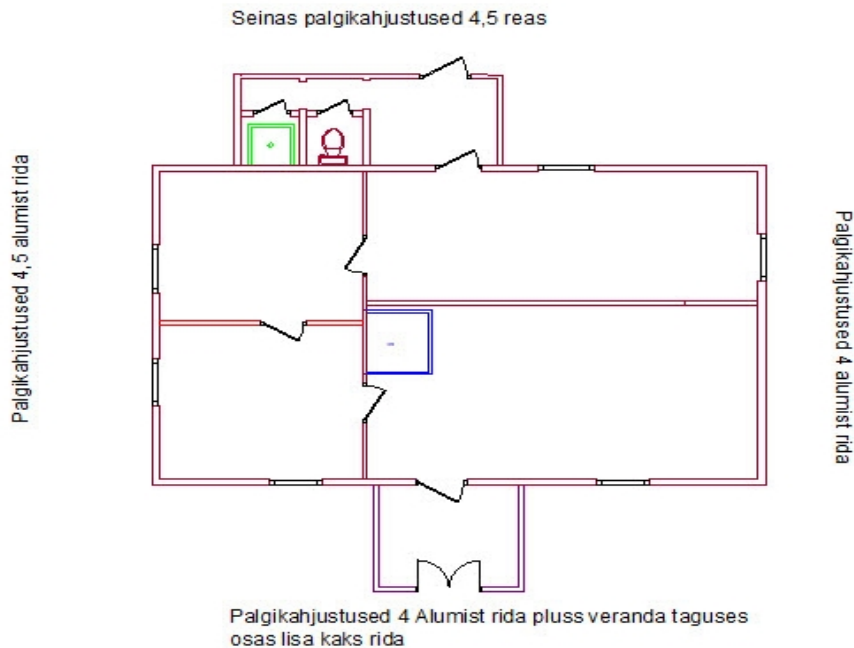 Seinas palgikahjustused 4,5 reas
Palgikahjustused 4,5 alumist rida
Palgikahjustused 4 alumist rida
Palgikahjustused 4 Alumist rida pluss veranda taguses
osas lisa kaks rida